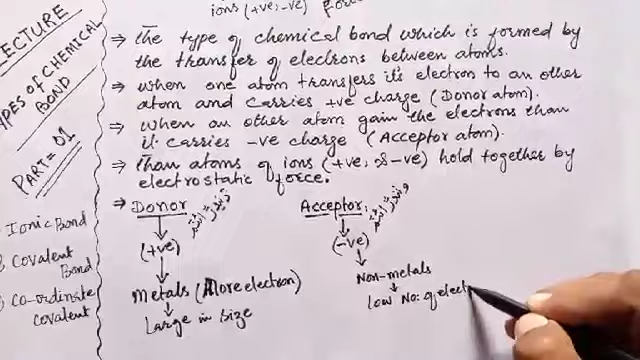 LECTURE
TYPES OF CHEMICAL
BOND
PART= 01
Ionic Bond
Covalent
Bond
Co-ordinate
covalent
ions (+ve, -ve) force
⇒ The type of chemical bond which is formed by
the transfer of electrons between atoms.
⇒ when one atom transfers it's electron to an other
atom and carries +ve charge (Donor atom).
⇒ when an other atom gain the electrons than
it carries -ve charge (Acceptor atom).
⇒ Than atoms of ions (+ve, & -ve) hold together by
electrostatic force.
⇒ Donor
(+ve)
Metals (More electron)
Large in size
Acceptor
(-ve)
Non-metals
Low No: of elect